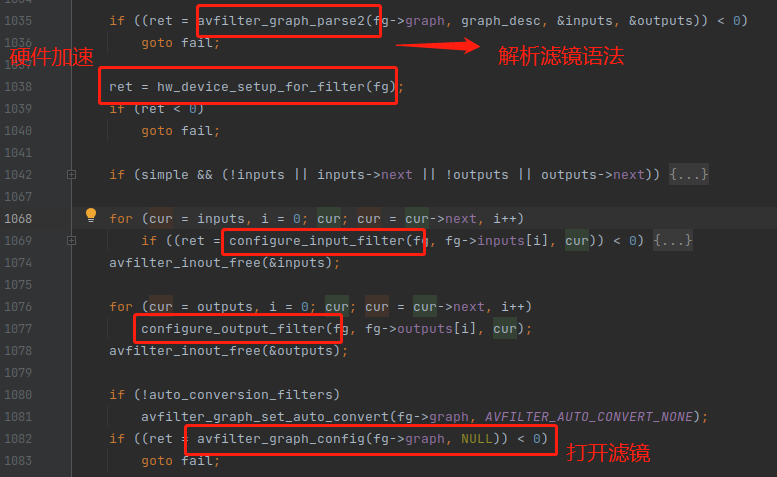 1035 if ((ret = avfilter_graph_parse2(fg->graph, graph_desc, &inputs, &outputs)) < 0)
1036 goto fail;
硬件加速
解析滤镜语法
1038 ret = hw_device_setup_for_filter(fg);
1039 if (ret < 0)
1040 goto fail;
1041
1042 if (simple && (!inputs || inputs->next || !outputs || outputs->next)) {...}
1067
1068 for (cur = inputs, i = 0; cur; cur = cur->next, i++)
1069 if ((ret = configure_input_filter(fg, fg->inputs[i], cur)) < 0) {...}
1074 avfilter_inout_free(&inputs);
1075
1076 for (cur = outputs, i = 0; cur; cur = cur->next, i++)
1077 configure_output_filter(fg, fg->outputs[i], cur);
1078 avfilter_inout_free(&outputs);
1079
1080 if (!auto_conversion_filters)
1081 avfilter_graph_set_auto_convert(fg->graph, AVFILTER_AUTO_CONVERT_NONE);
1082 if ((ret = avfilter_graph_config(fg->graph, NULL)) < 0)
1083 goto fail;
打开滤镜